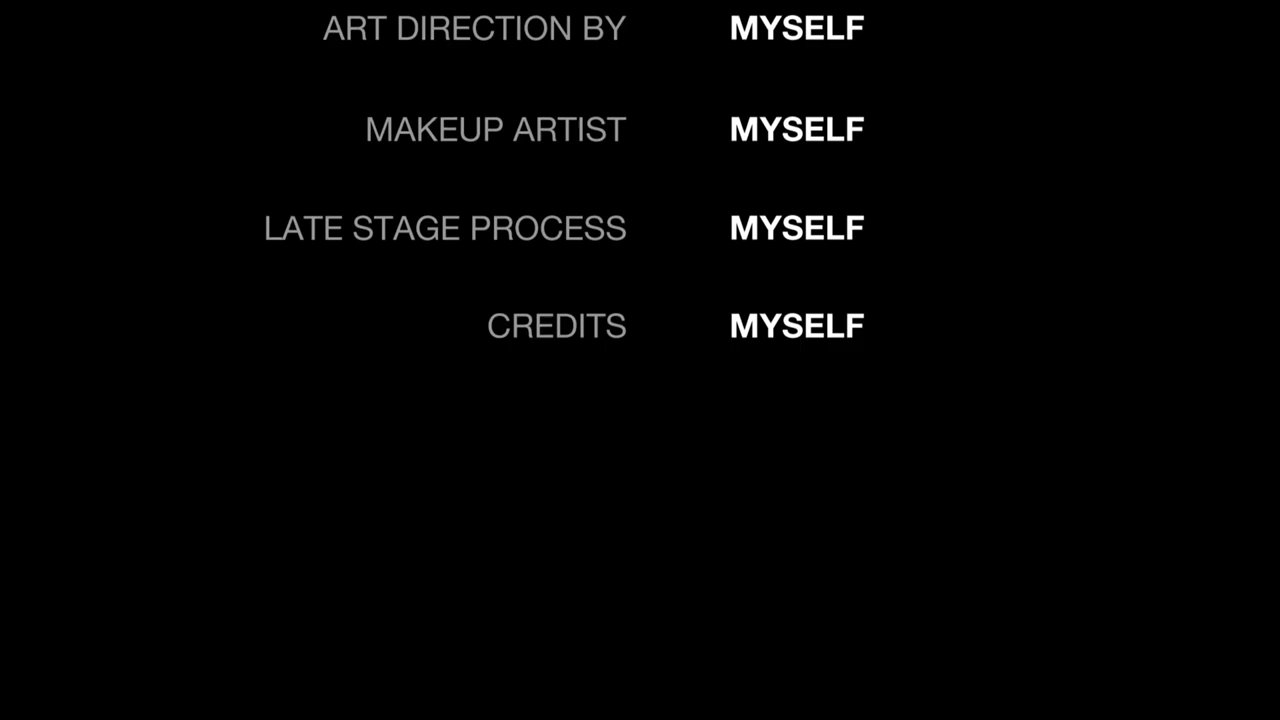 ART DIRECTION BY MYSELF
MAKEUP ARTIST MYSELF
LATE STAGE PROCESS MYSELF
CREDITS MYSELF